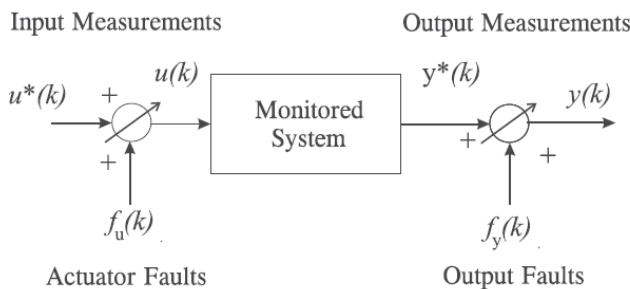 Input Measurements
Output Measurements
u*(k)
+
u(k)
+
Monitored
System
y*(k)
+
y(k)
+
f_u(k)
f_y(k)
Actuator Faults
Output Faults